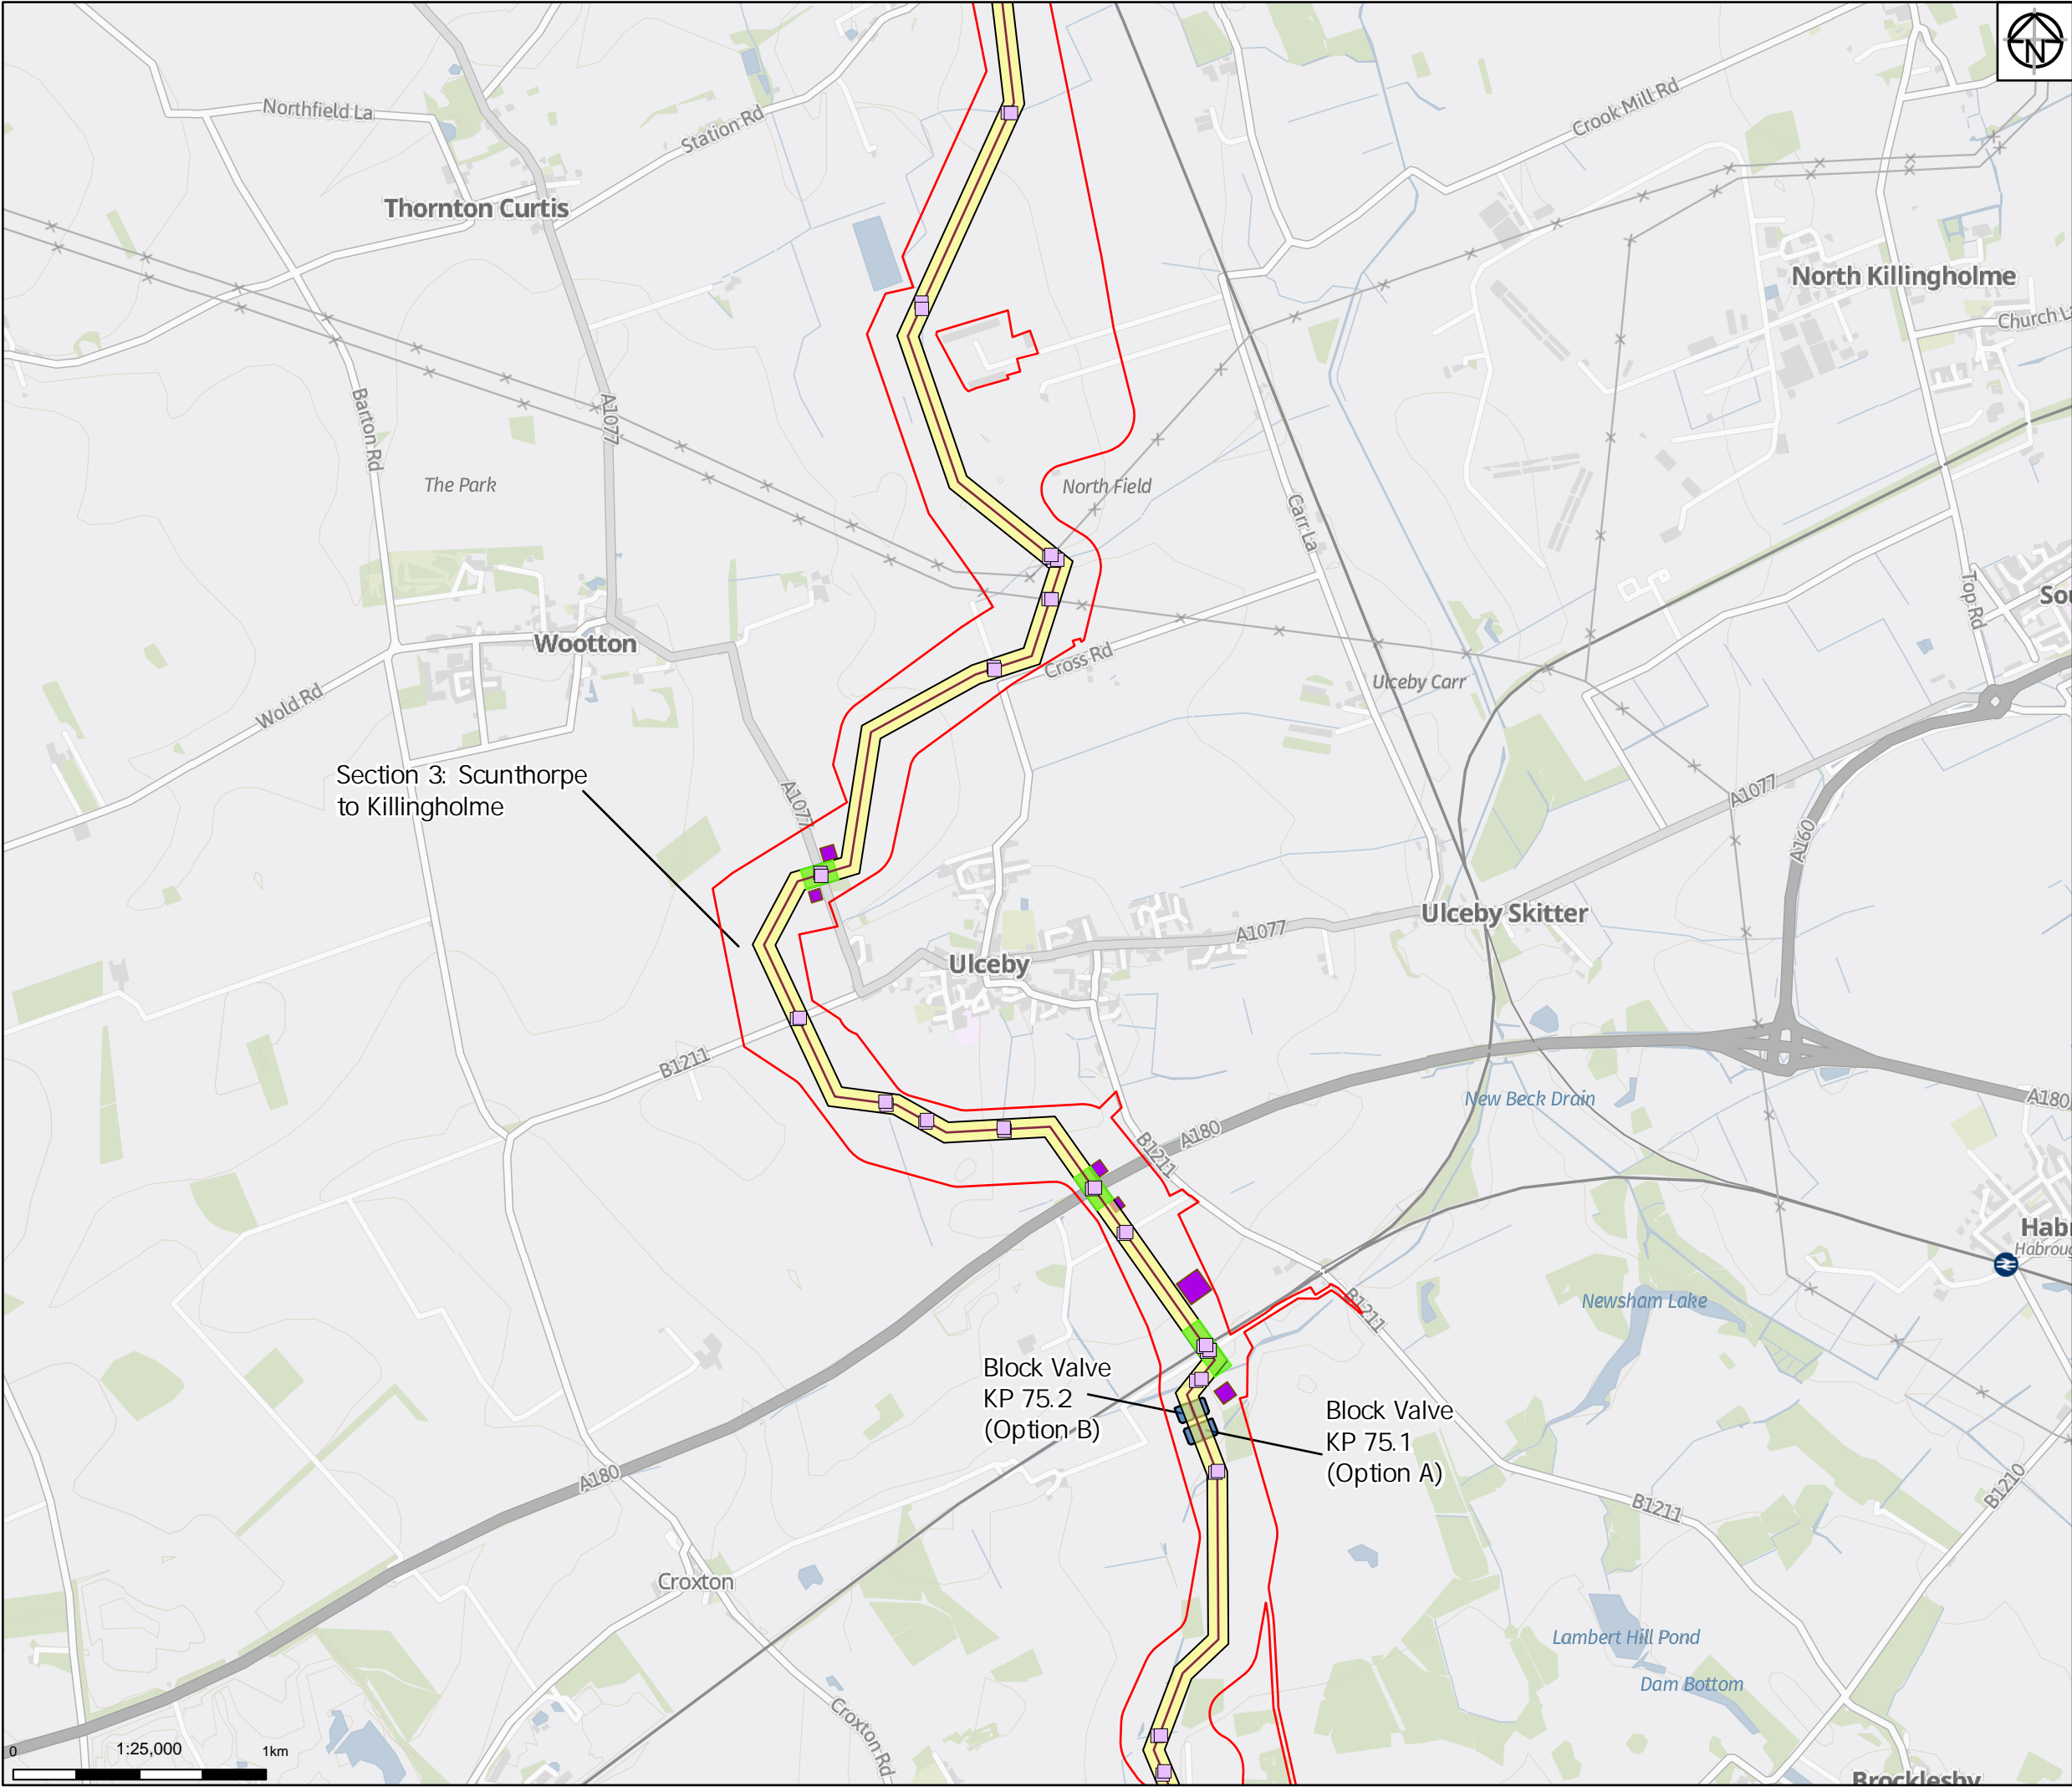 N
Northfield La
Station Rd
Crook Mill Rd
Thornton Curtis
North Killingholme
Church L
Barton Rd
A1077
The Park
North Field
Carr La
Top Rd
Sou
Wootton
Cross Rd
Ulceby Carr
Wold Rd
Section 3: Scunthorpe
to Killingholme
A1077
A1077
A160
Ulceby Skitter
A1077
Ulceby
B1211
New Beck Drain
A180
A180
B1211
Habr
Habroug
Newsham Lake
B1211
Block Valve
KP 75.2
(Option B)
Block Valve
KP 75.1
(Option A)
A180
B1211
B1210
Croxton
Lambert Hill Pond
Dam Bottom
Croxton Rd
0
1:25,000
1km
Brocklesby